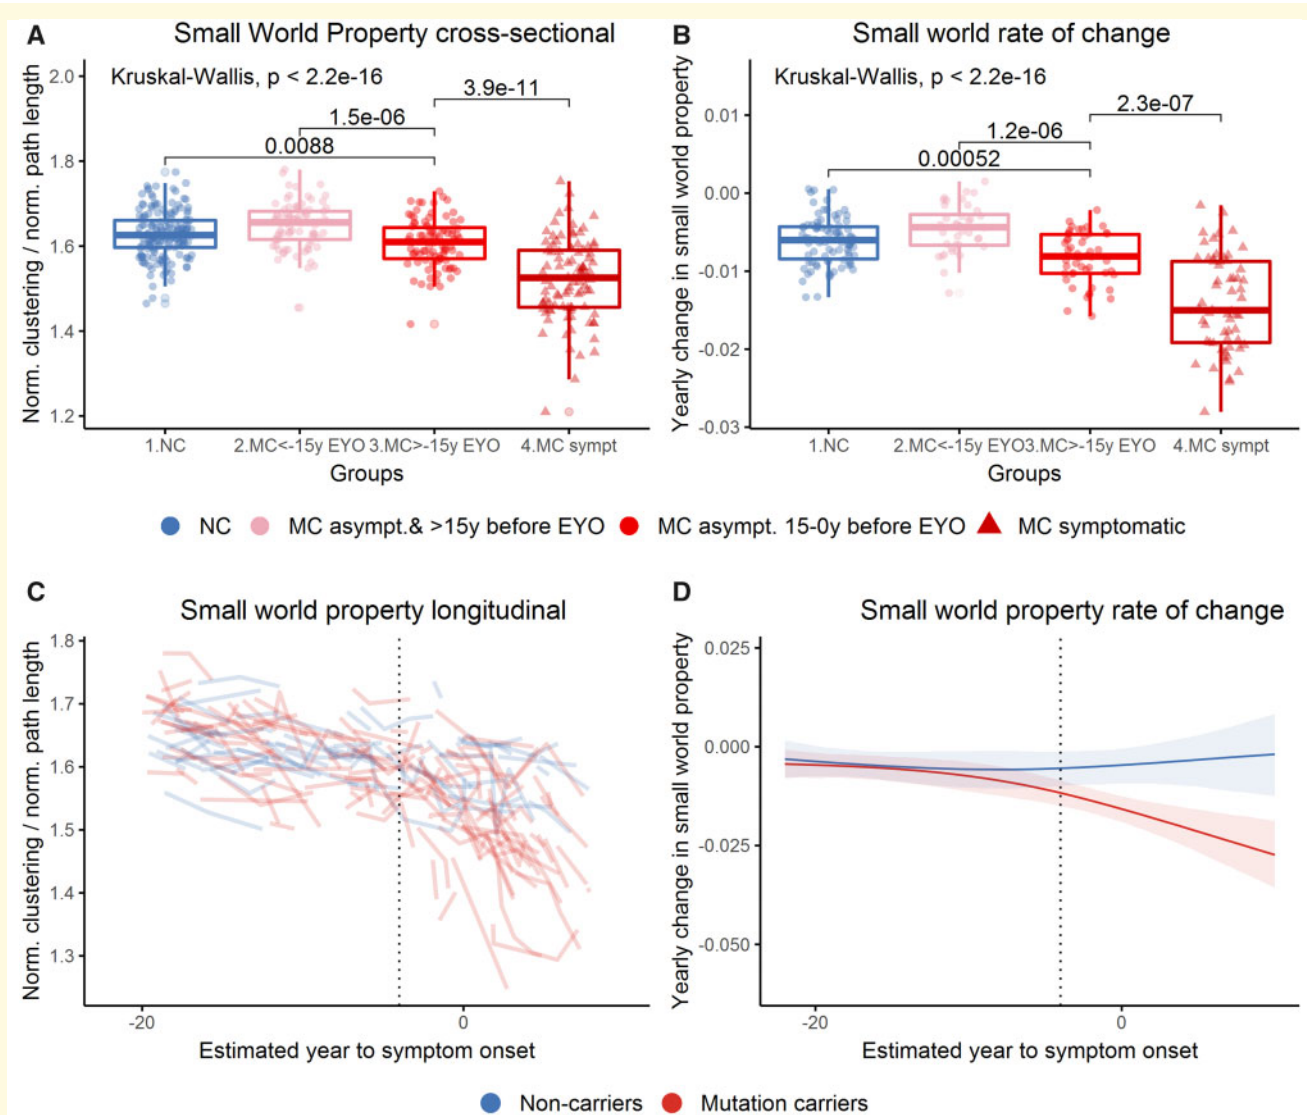 A
Small World Property cross-sectional
Norm. clustering / norm. path length
Kruskal-Wallis, p < 2.2e-16
3.9e-11
1.5e-06
0.0088
2.0
1.8
1.6
1.4
1.2
1.NC 2.MC<-15y EYO 3.MC>-15y EYO 4.MC sympt
Groups
B
Small world rate of change
Yearly change in small world property
Kruskal-Wallis, p < 2.2e-16
2.3e-07
1.2e-06
0.00052
0.01
0.00
-0.01
-0.02
-0.03
1.NC 2.MC<-15y EYO 3.MC>-15y EYO 4.MC sympt
Groups
NC MC asympt.& >15y before EYO MC asympt. 15-0y before EYO MC symptomatic
C
Small world property longitudinal
Norm. clustering / norm. path length
1.8
1.7
1.6
1.5
1.4
1.3
-20 0
Estimated year to symptom onset
D
Small world property rate of change
Yearly change in small world property
0.025
0.000
-0.025
-0.050
-20 0
Estimated year to symptom onset
Non-carriers Mutation carriers